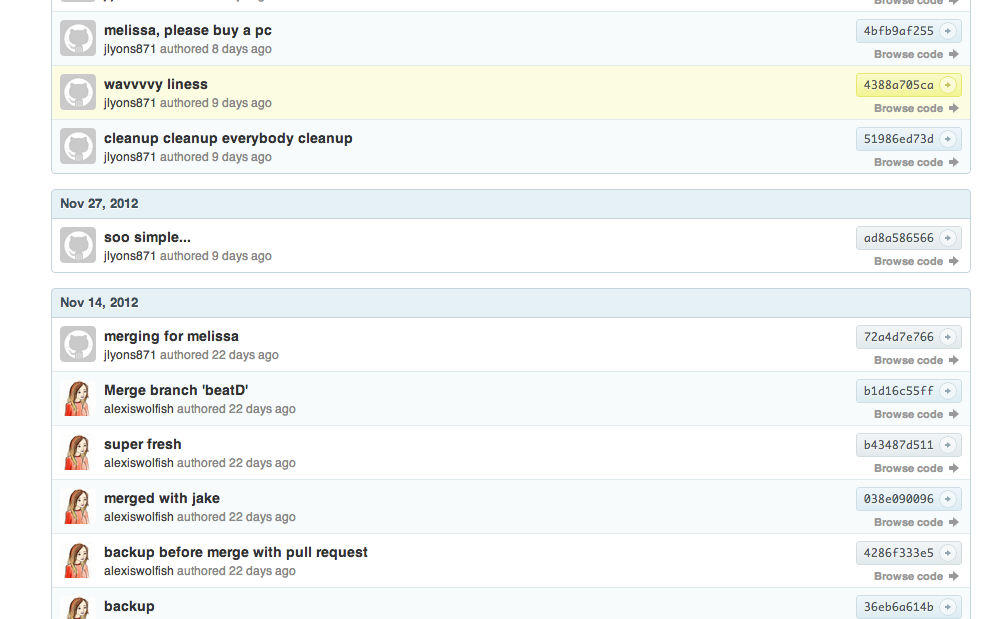 Browse code
melissa, please buy a pc
4bfb9af255
jlyons871 authored 8 days ago
Browse code
wavvvvy liness
4388a705ca
jlyons871 authored 9 days ago
Browse code
cleanup cleanup everybody cleanup
51986ed73d
jlyons871 authored 9 days ago
Browse code
Nov 27, 2012
soo simple...
ad8a586566
jlyons871 authored 9 days ago
Browse code
Nov 14, 2012
merging for melissa
72a4d7e766
jlyons871 authored 22 days ago
Browse code
Merge branch 'beatD'
b1d16c55ff
alexiswolfish authored 22 days ago
Browse code
super fresh
b43487d511
alexiswolfish authored 22 days ago
Browse code
merged with jake
038e090096
alexiswolfish authored 22 days ago
Browse code
backup before merge with pull request
4286f333e5
alexiswolfish authored 22 days ago
Browse code
backup
36eb6a614b